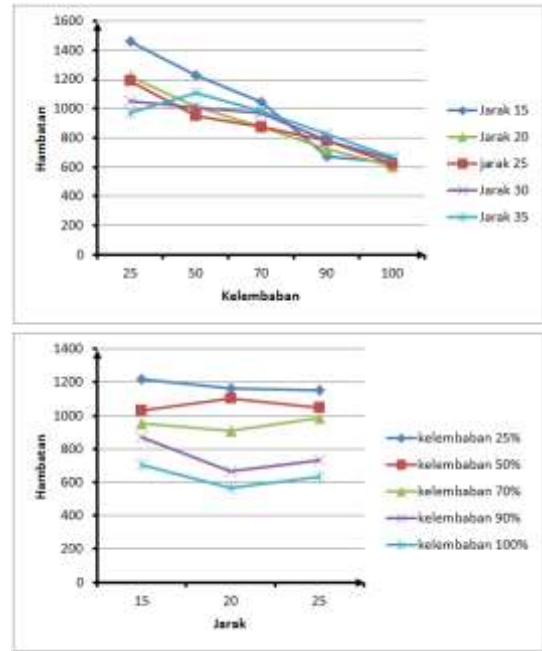 1600
1400
1200
1000
800
600
400
200
0
Hambatan
25 50 70 90 100
Kelembaban
Jarak 15
Jarak 20
jarak 25
Jarak 30
Jarak 35
1400
1200
1000
800
600
400
200
0
Hambatan
15 20 25
Jarak
kelembaban 25%
kelembaban 50%
kelembaban 70%
kelembaban 90%
kelembaban 100%